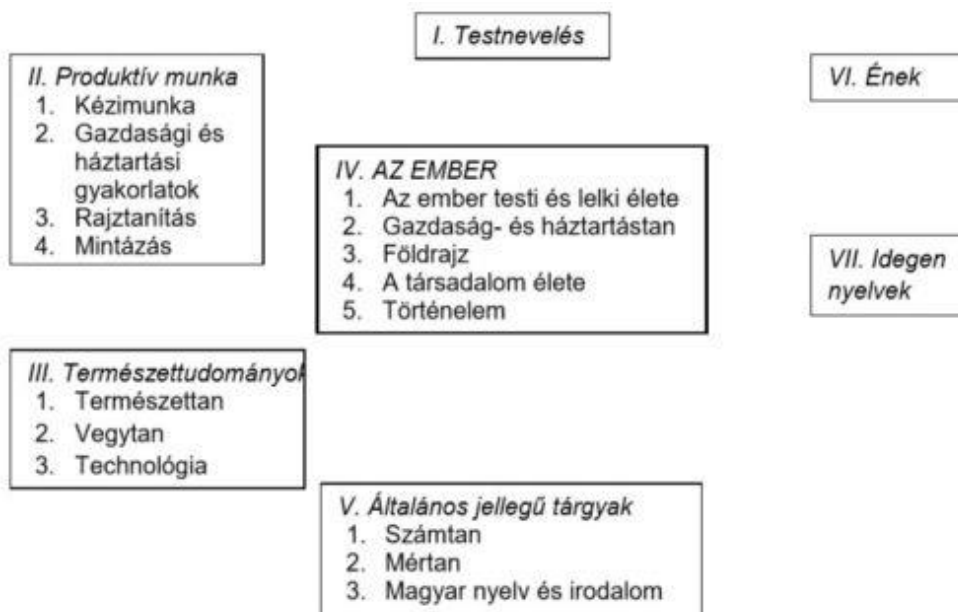 I. Testnevelés
II. Produktív munka
1. Kézimunka
2. Gazdasági és
háztartási
gyakorlatok
3. Rajztanítás
4. Mintázás
VI. Ének
IV. AZ EMBER
1. Az ember testi és lelki élete
2. Gazdaság- és háztartástan
3. Földrajz
4. A társadalom élete
5. Történelem
VII. Idegen
nyelvek
III. Természettudományok
1. Természettan
2. Vegytan
3. Technológia
V. Általános jellegű tárgyak
1. Számtan
2. Mértan
3. Magyar nyelv és irodalom